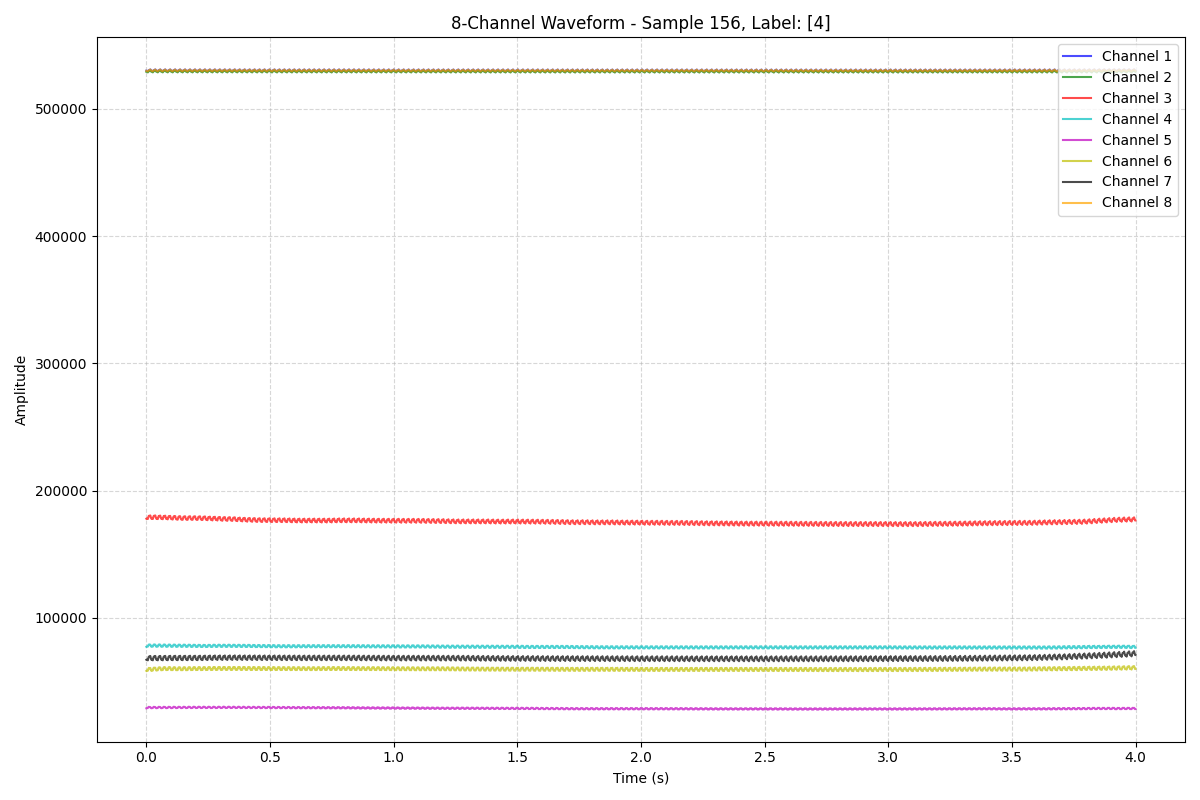 8-Channel Waveform - Sample 156, Label: [4]
Channel 1
Channel 2
Channel 3
Channel 4
Channel 5
Channel 6
Channel 7
Channel 8
500000
400000
300000
200000
100000
Amplitude
0.0 0.5 1.0 1.5 2.0 2.5 3.0 3.5 4.0
Time (s)